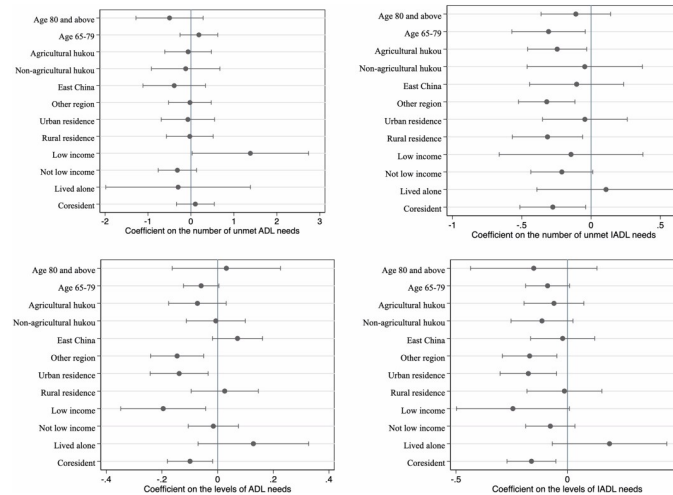 Age 80 and above
Age 65-79
Agricultural hukou
Non-agricultural hukou
East China
Other region
Urban residence
Rural residence
Low income
Not low income
Lived alone
Coresident
-2 -1 0 1 2 3
Coefficient on the number of unmet ADL needs
Age 80 and above
Age 65-79
Agricultural hukou
Non-agricultural hukou
East China
Other region
Urban residence
Rural residence
Low income
Not low income
Lived alone
Coresident
-1 -.5 0 .5
Coefficient on the number of unmet IADL needs
Age 80 and above
Age 65-79
Agricultural hukou
Non-agricultural hukou
East China
Other region
Urban residence
Rural residence
Low income
Not low income
Lived alone
Coresident
-.4 -.2 0 .2 .4
Coefficient on the levels of ADL needs
Age 80 and above
Age 65-79
Agricultural hukou
Non-agricultural hukou
East China
Other region
Urban residence
Rural residence
Low income
Not low income
Lived alone
Coresident
-.5 0 .5
Coefficient on the levels of IADL needs